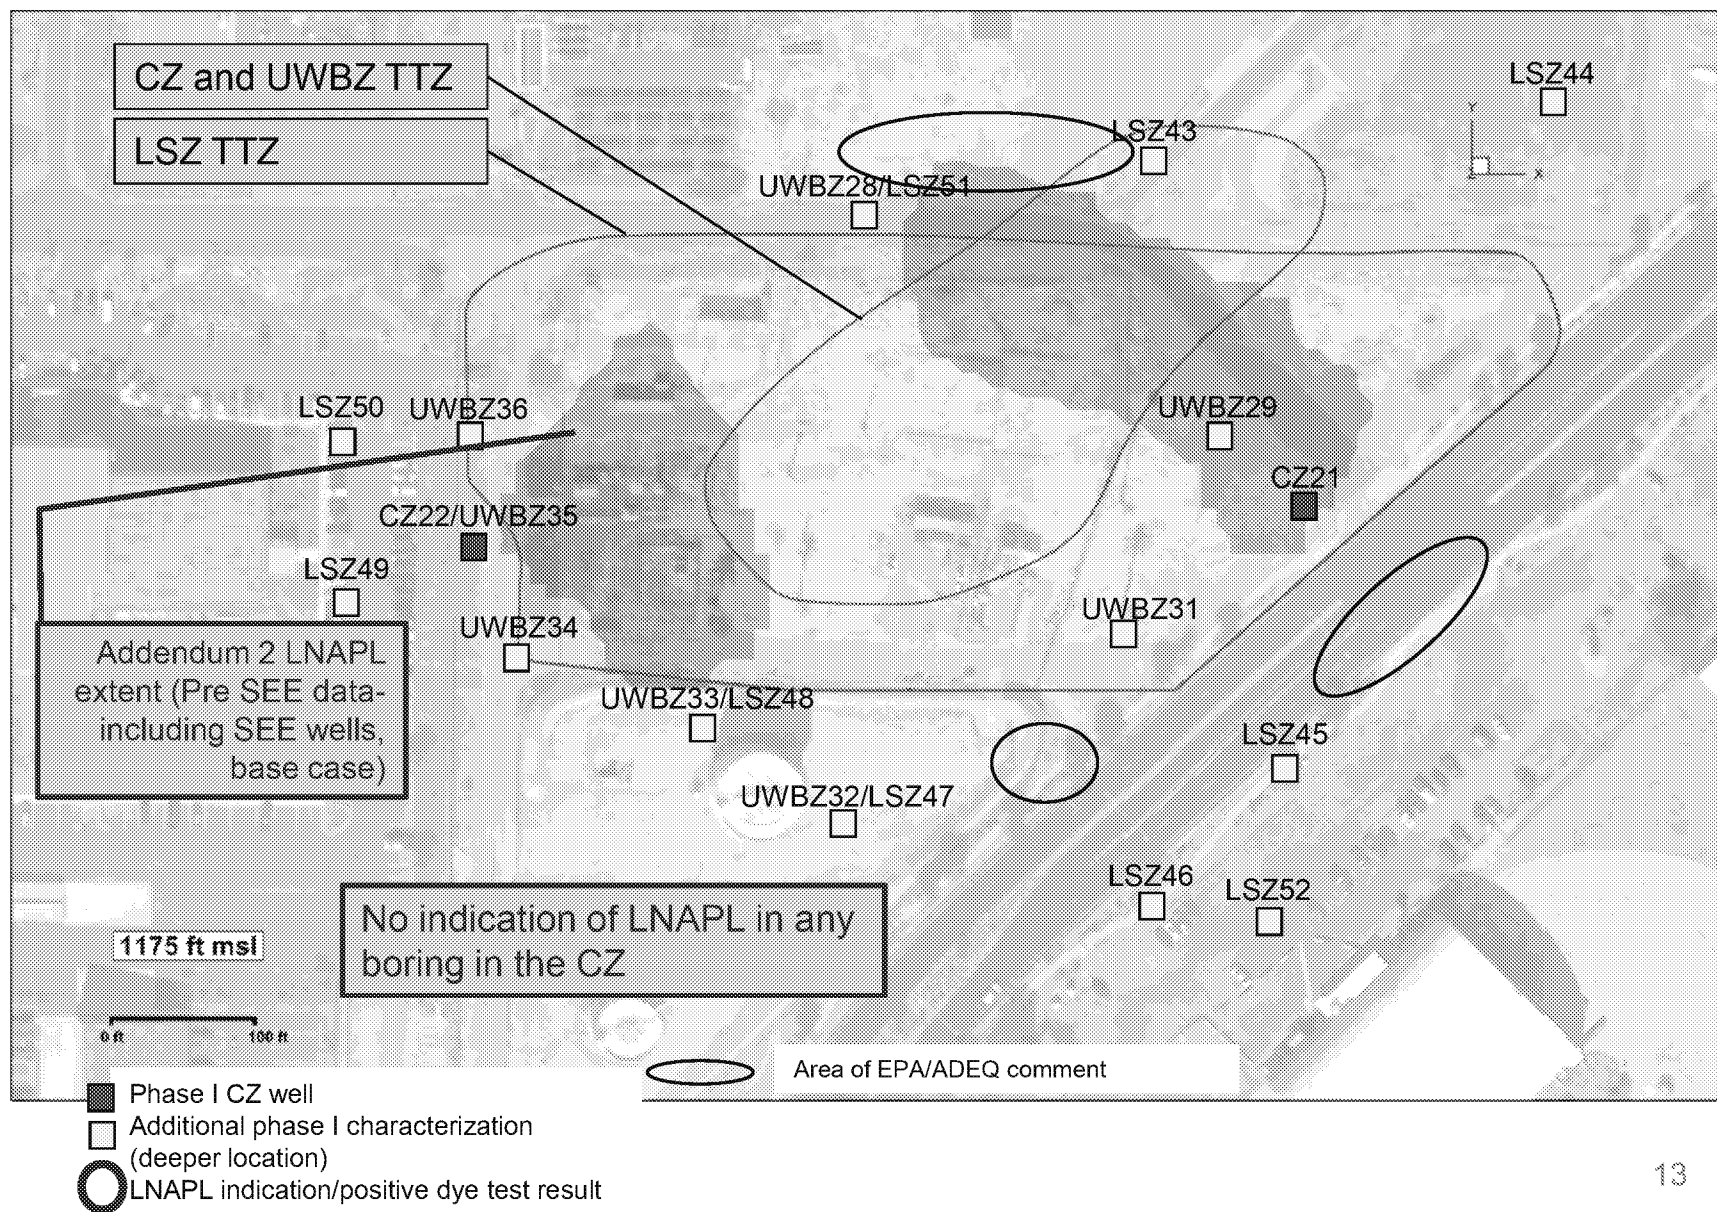 CZ and UWBZ TTZ
LSZ TTZ
LSZ44
LSZ43
Y
X
UWBZ28/LSZ51
LSZ50
UWBZ36
UWBZ29
CZ21
CZ22/UWBZ35
LSZ49
UWBZ34
UWBZ31
Addendum 2 LNAPL
extent (Pre SEE data-
including SEE wells,
base case)
UWBZ33/LSZ48
LSZ45
UWBZ32/LSZ47
LSZ46
LSZ52
No indication of LNAPL in any
boring in the CZ
1175 ft msl
0 ft
100 ft
Area of EPA/ADEQ comment
Phase I CZ well
Additional phase I characterization
(deeper location)
LNAPL indication/positive dye test result
13